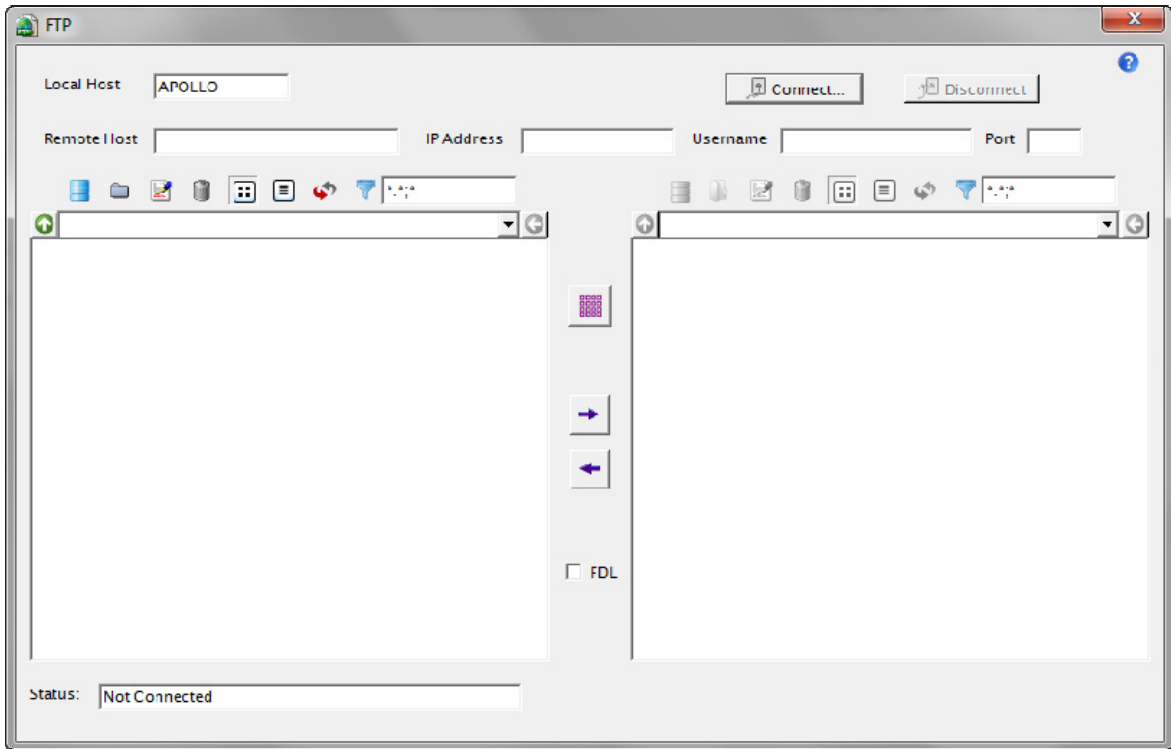 FTP
Local Host APOLLO Connect... Disconnect
Remote Host IP Address Username Port
*.*;* *.*;*
FDL
Status: Not Connected